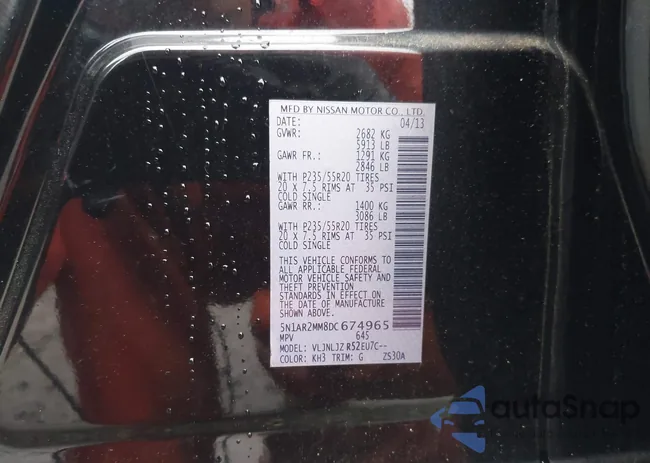 MFD BY NISSAN MOTOR CO., LTD.
DATE: 04/13
GVWR: 2682 KG
5913 LB
GAWR FR.: 1291 KG
2846 LB
WITH P235/55R20 TIRES
20 X 7.5 RIMS AT 35 PSI
COLD SINGLE
GAWR RR.: 1400 KG
3086 LB
WITH P235/55R20 TIRES
20 X 7.5 RIMS AT 35 PSI
COLD SINGLE
THIS VEHICLE CONFORMS TO
ALL APPLICABLE FEDERAL
MOTOR VEHICLE SAFETY AND
THEFT PREVENTION
STANDARDS IN EFFECT ON
THE DATE OF MANUFACTURE
SHOWN ABOVE.
5N1AR2MM8DC674965
MPV 645
MODEL: VLJNLJZ R52EU7C--
COLOR: KH3 TRIM: G ZS30A
autoSnap